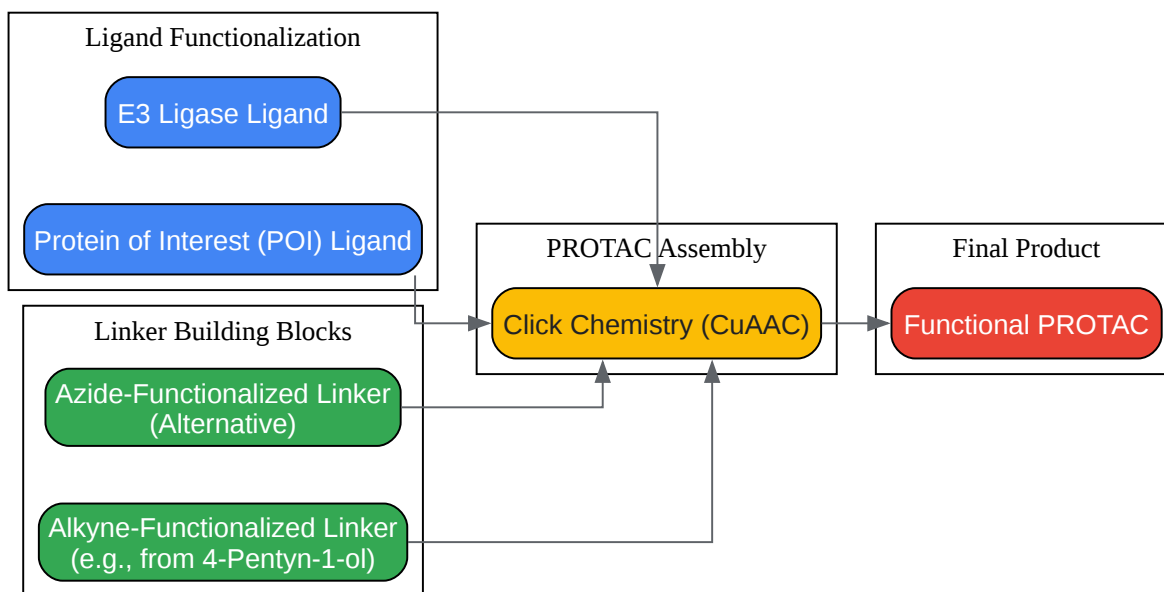 Ligand Functionalization
E3 Ligase Ligand
Protein of Interest (POI) Ligand
Linker Building Blocks
Azide-Functionalized Linker
(Alternative)
Alkyne-Functionalized Linker
(e.g., from 4-Pentyn-1-ol)
PROTAC Assembly
Click Chemistry (CuAAC)
Final Product
Functional PROTAC